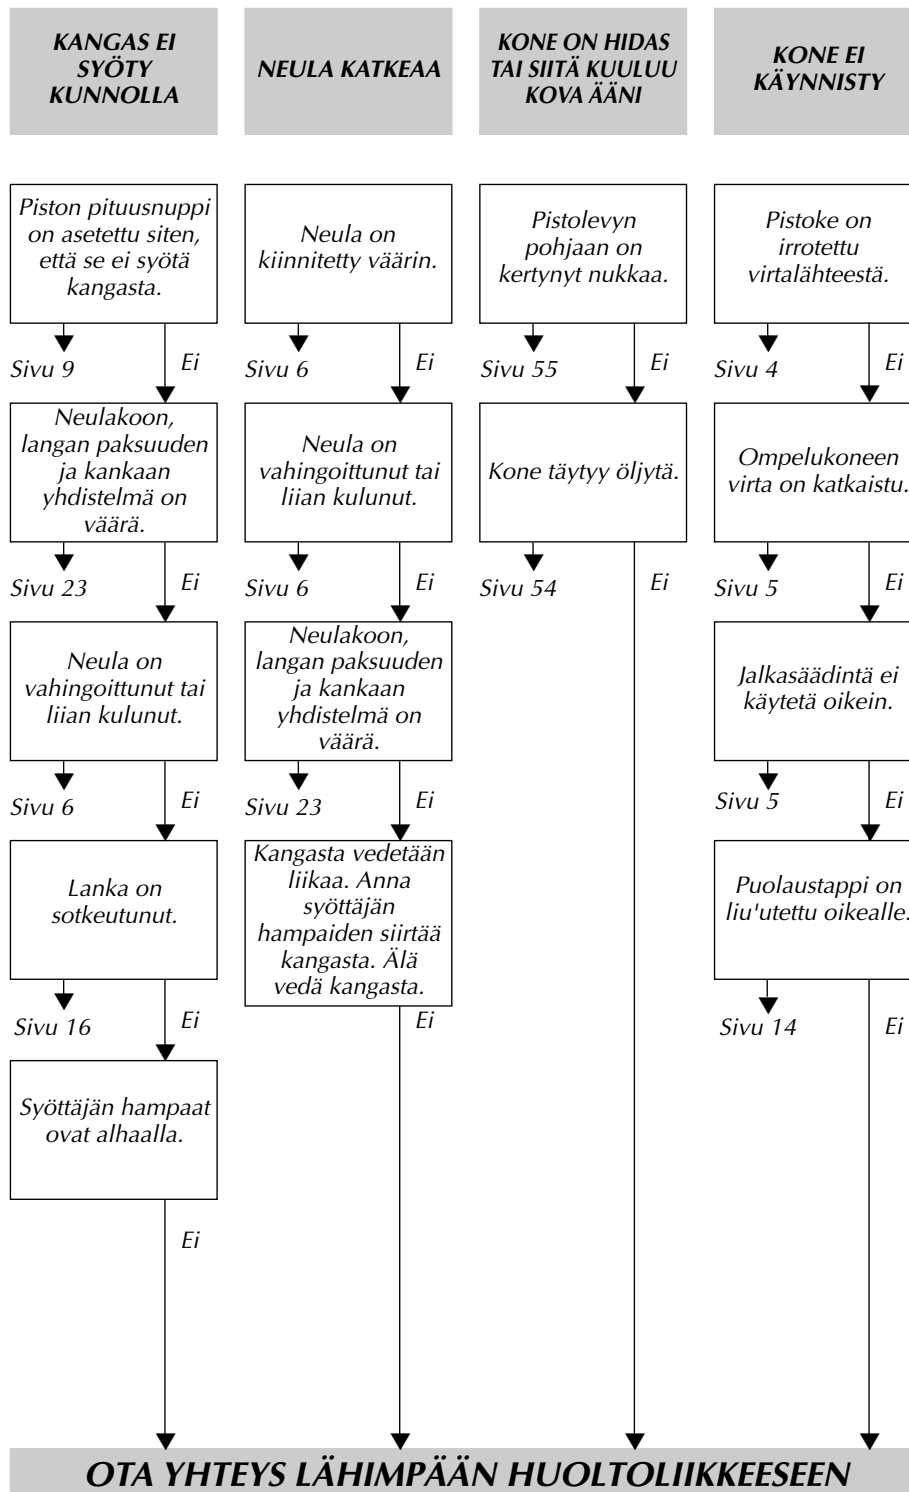 KANGAS EI
SYÖTY
KUNNOLLA
Piston pituusnuppi
on asetettu siten,
että se ei syötä
kangasta.
Sivu 9
Ei
Neulakoon,
langan paksuuden
ja kankaan
yhdistelmä on
väärä.
Sivu 23
Ei
Neula on
vahingoittunut tai
liian kulunut.
Sivu 6
Ei
Lanka on
sotkeutunut.
Sivu 16
Ei
Syöttäjän hampaat
ovat alhaalla.
Ei
NEULA KATKEAA
Neula on
kiinnitetty väärin.
Sivu 6
Ei
Neula on
vahingoittunut tai
liian kulunut.
Sivu 6
Ei
Neulakoon,
langan paksuuden
ja kankaan
yhdistelmä on
väärä.
Sivu 23
Ei
Kangasta vedetään
liikaa. Anna
syöttäjän
hampaiden siirtää
kangasta. Älä
vedä kangasta.
Ei
KONE ON HIDAS
TAI SIITÄ KUULUU
KOVA ÄÄNI
Pistolevyn
pohjaan on
kertynyt nukkaa.
Sivu 55
Ei
Kone täytyy öljytä.
Sivu 54
Ei
KONE EI
KÄYNNISTY
Pistoke on
irrotettu
virtalähteestä.
Sivu 4
Ei
Ompelukoneen
virta on katkaistu.
Sivu 5
Ei
Jalkasäädintä ei
käytetä oikein.
Sivu 5
Ei
Puolaustappi on
liu'utettu oikealle.
Sivu 14
Ei
OTA YHTEYS LÄHIMPÄÄN HUOLTOLIIKKEESEEN